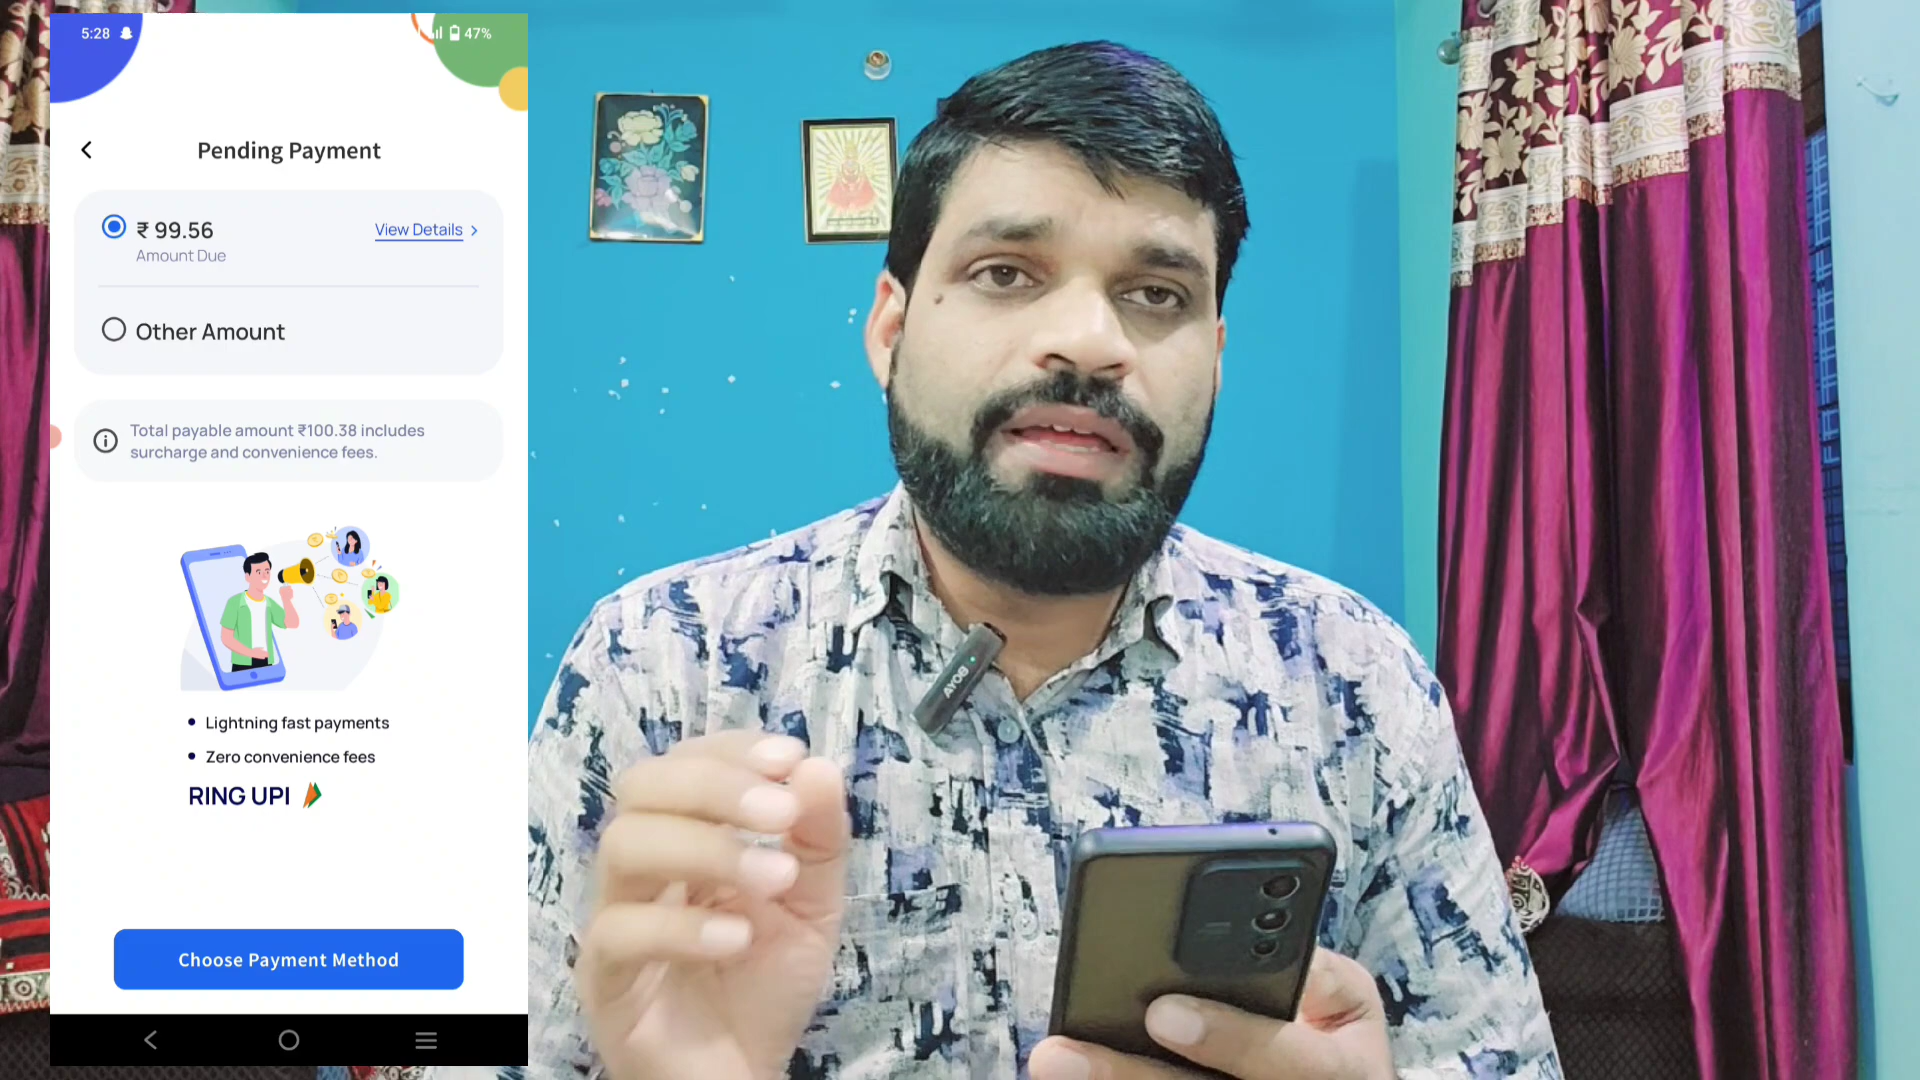 5:28
47%
Pending Payment
₹ 99.56
View Details
Amount Due
Other Amount
Total payable amount ₹100.38 includes
surcharge and convenience fees.
• Lightning fast payments
• Zero convenience fees
RING UPI
Choose Payment Method
BOYA